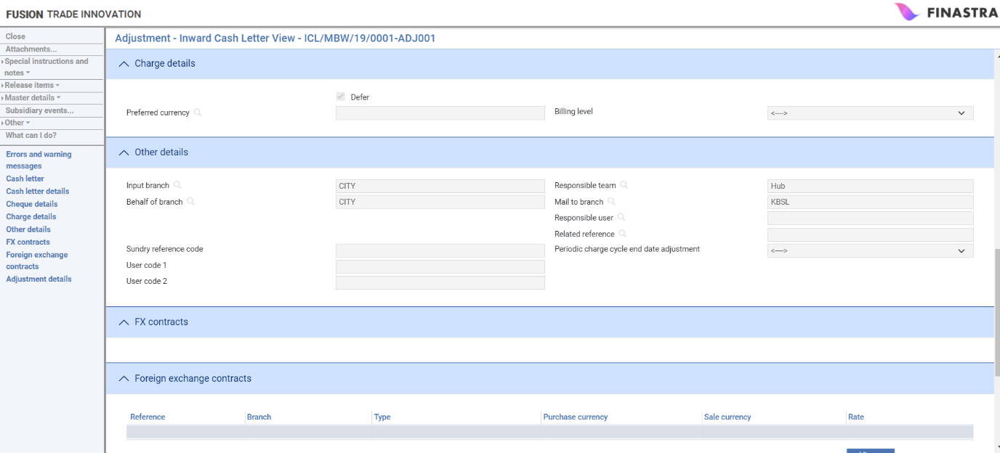 FUSION TRADE INNOVATION
FINASTRA
Close
Attachments...
Special instructions and
notes
Release items
Master details
Subsidiary events...
Other
What can I do?
Errors and warning
messages
Cash letter
Cash letter details
Cheque details
Charge details
Other details
FX contracts
Foreign exchange
contracts
Adjustment details
Adjustment - Inward Cash Letter View - ICL/MBW/19/0001-ADJ001
Charge details
Defer
Preferred currency
Billing level <---->
Other details
Input branch CITY Responsible team Hub
Behalf of branch CITY Mail to branch KBSL
Responsible user
Related reference
Sundry reference code Periodic charge cycle end date adjustment <---->
User code 1
User code 2
FX contracts
Foreign exchange contracts
Reference Branch Type Purchase currency Sale currency Rate